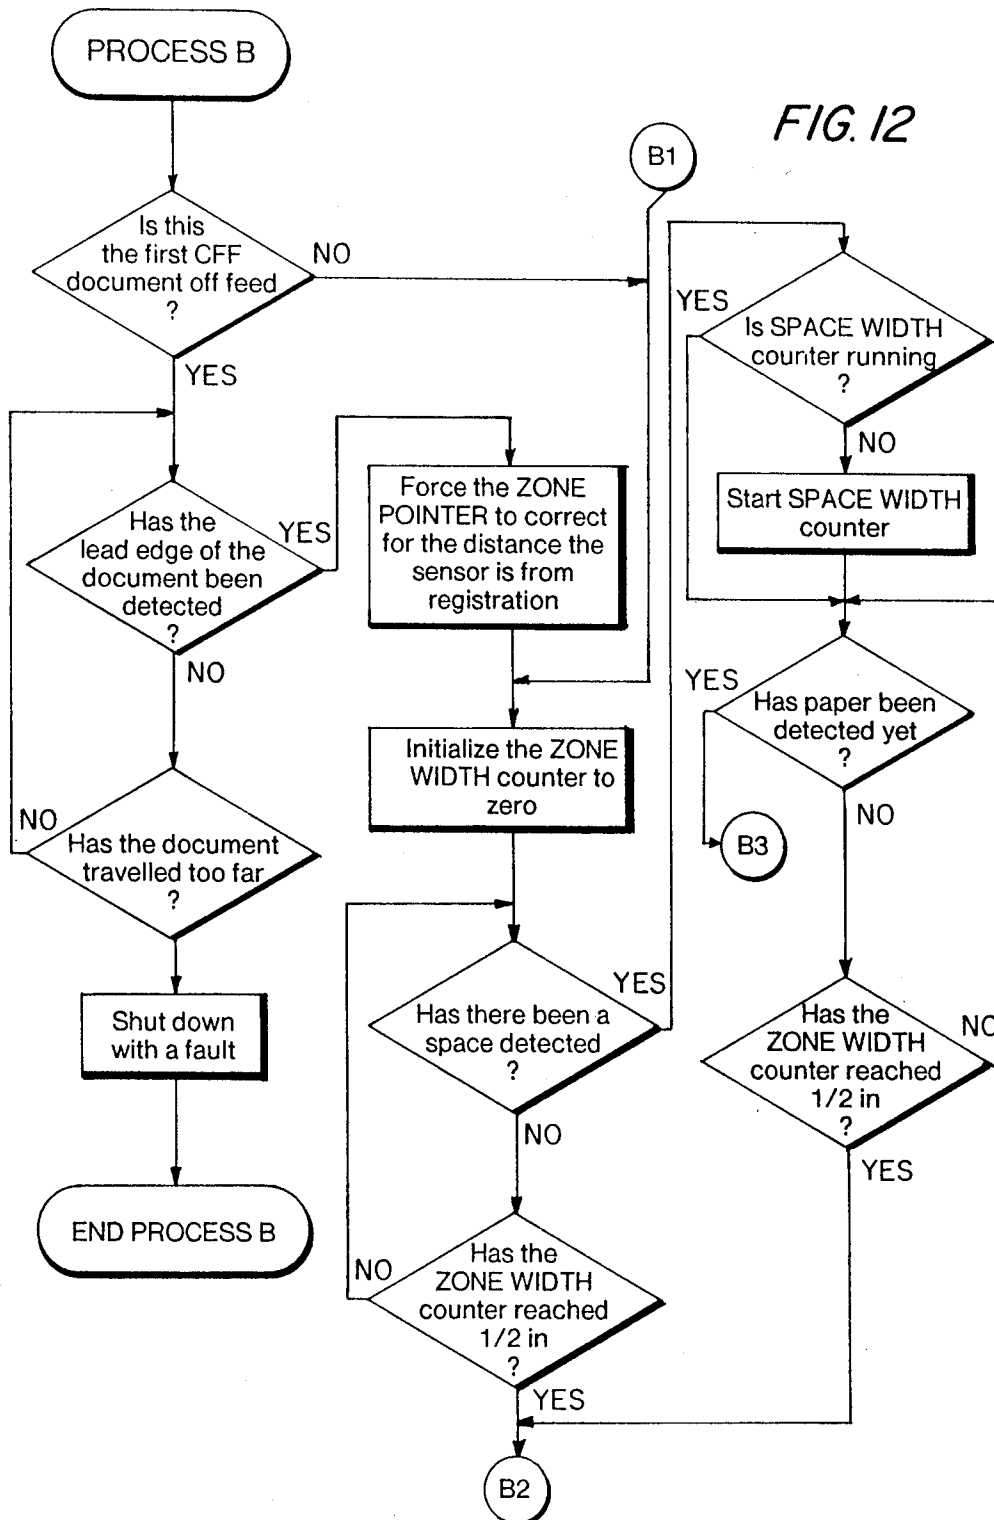 PROCESS B
FIG. 12
B1
Is this
the first CFF
document off feed
?
NO
YES
Has the
lead edge of the
document been
detected
?
YES
NO
Has the document
travelled too far
?
NO
Shut down
with a fault
END PROCESS B
Force the ZONE
POINTER to correct
for the distance the
sensor is from
registration
Initialize the ZONE
WIDTH counter to
zero
Has there been a
space detected
?
YES
NO
Has the
ZONE WIDTH
counter reached
1/2 in
?
NO
YES
B2
YES
Is SPACE WIDTH
counter running
?
NO
Start SPACE WIDTH
counter
YES
Has paper been
detected yet
?
NO
B3
Has the
ZONE WIDTH
counter reached
1/2 in
?
NO
YES